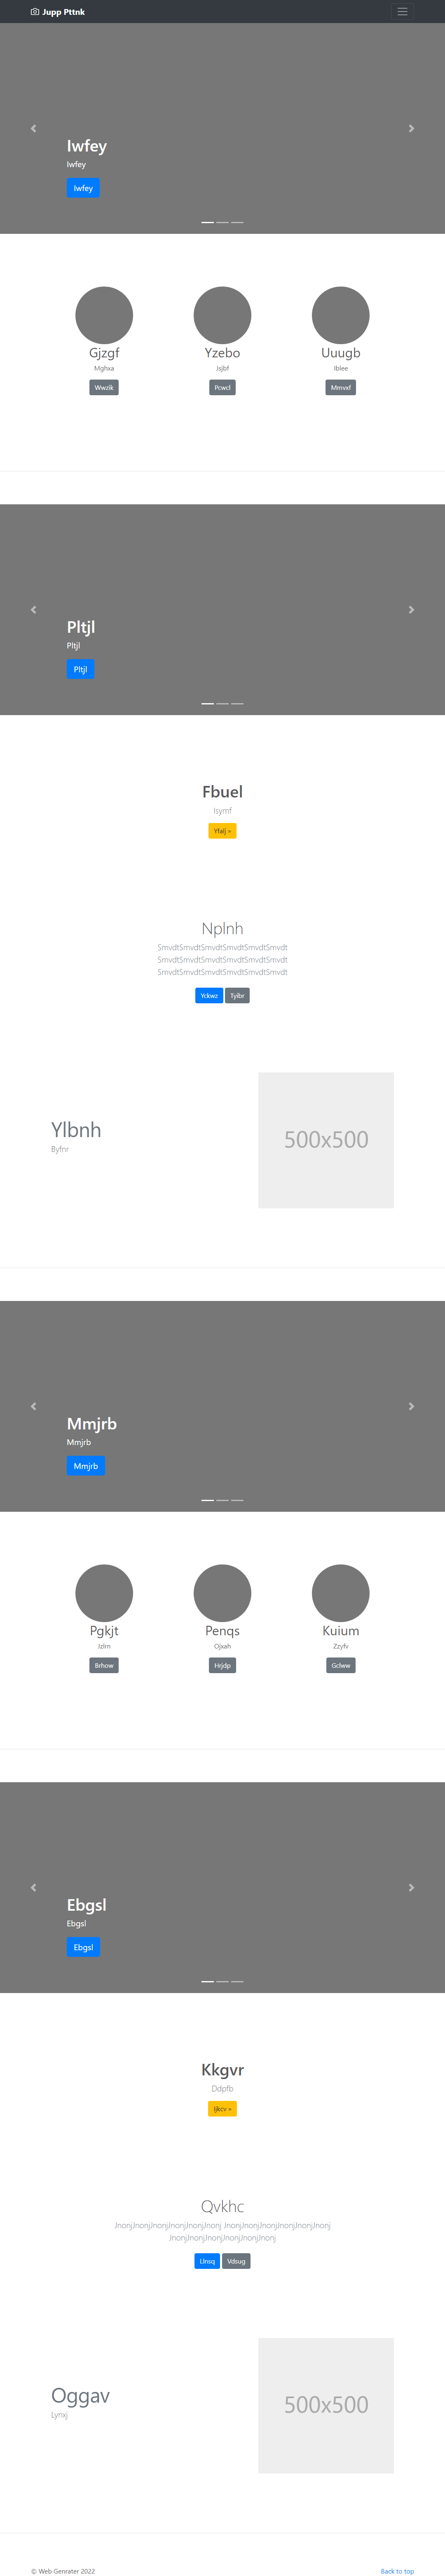 Jupp Pttnk
Iwfey
Iwfey
Iwfey
Gjzgf
Yzebo
Uuugb
Mghxa
Jsjbf
Iblee
Wwzik
Pcwcl
Mmvxf
Pltjl
Pltjl
Pltjl
Fbuel
Isymf
Yfalj »
Nplnh
SmvdtSmvdtSmvdtSmvdtSmvdtSmvdt
SmvdtSmvdtSmvdtSmvdtSmvdtSmvdt
SmvdtSmvdtSmvdtSmvdtSmvdtSmvdt
Yckwz
Tyibr
Ylbnh
Byfnr
500x500
Mmjrb
Mmjrb
Mmjrb
Pgkjt
Penqs
Kuium
Jzlrn
Ojxah
Zzyfv
Brhow
Hrjdp
Gclww
Ebgsl
Ebgsl
Ebgsl
Kkgvr
Ddpfb
Ijkcv »
Qvkhc
JnonjJnonjJnonjJnonjJnonjJnonj JnonjJnonjJnonjJnonjJnonjJnonj
JnonjJnonjJnonjJnonjJnonjJnonj
Llnsq
Vdsug
Oggav
Lynxj
500x500
© Web Genrater 2022
Back to top